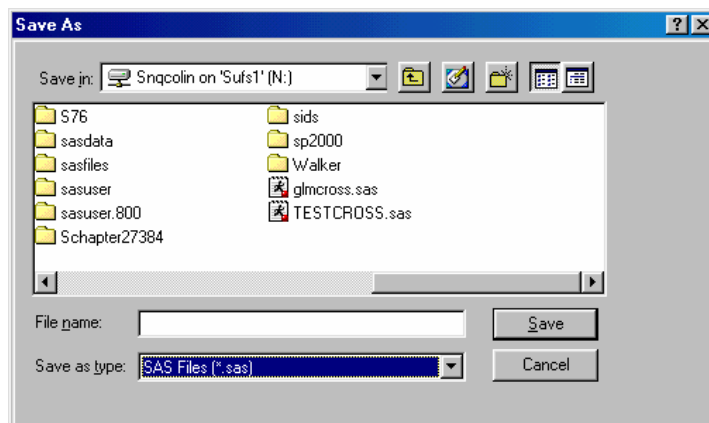 Save As
Save in: Snqcolin on 'Sufs1' (N:)
S76
sasdata
sasfiles
sasuser
sasuser.800
Schapter27384
sids
sp2000
Walker
glmcross.sas
TESTCROSS.sas
File name:
Save
Save as type: SAS Files (*.sas)
Cancel